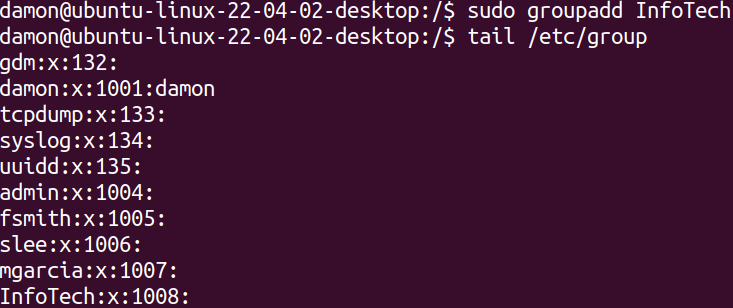 damon@ubuntu-linux-22-04-02-desktop:/$ sudo groupadd InfoTech
damon@ubuntu-linux-22-04-02-desktop:/$ tail /etc/group
gdm:x:132:
damon:x:1001:damon
tcpdump:x:133:
syslog:x:134:
uuidd:x:135:
admin:x:1004:
fsmith:x:1005:
slee:x:1006:
mgarcia:x:1007:
InfoTech:x:1008: